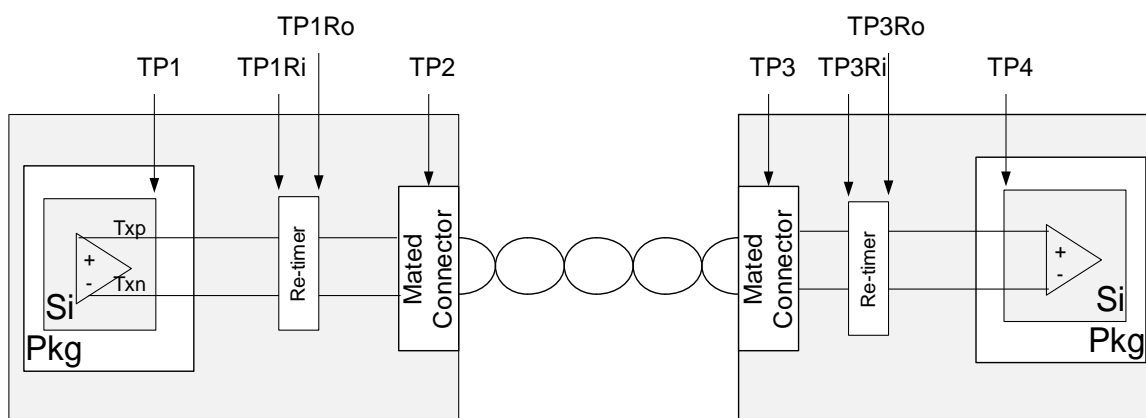 TP1Ro
TP3Ro
TP1
TP1Ri
TP2
TP3
TP3Ri
TP4
Txp
+
-
Txn
Si
Pkg
Re-timer
Mated
Connector
Mated
Connector
Re-timer
+
-
Si
Pkg